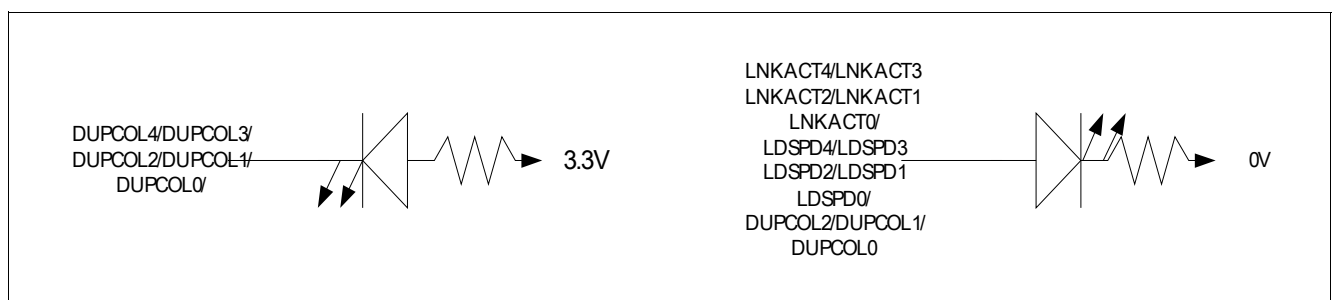 DUPCOL4/DUPCOL3/
DUPCOL2/DUPCOL1/
DUPCOL0/
3.3V
LNKACT4/LNKACT3
LNKACT2/LNKACT1
LNKACT0/
LDSPD4/LDSPD3
LDSPD2/LDSPD1
LDSPD0/
DUPCOL2/DUPCOL1/
DUPCOL0
0V